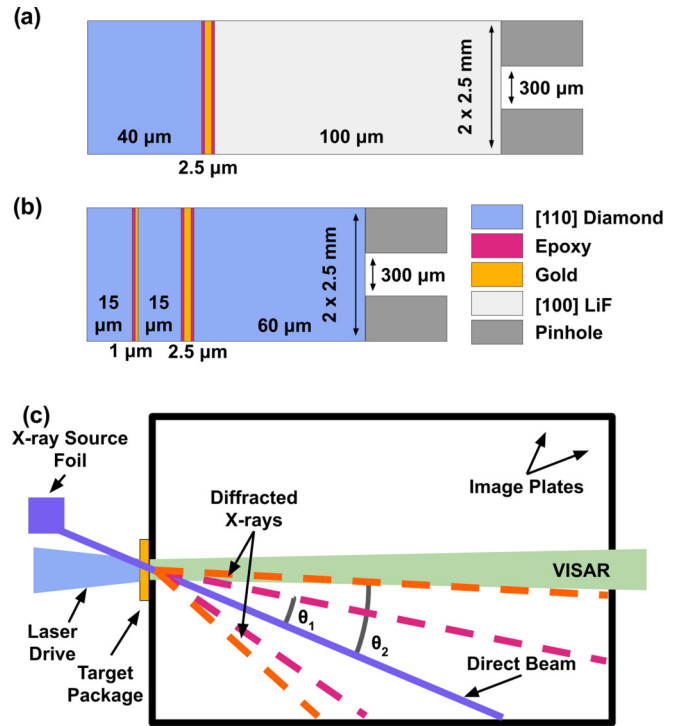 (a)
40 μm
2.5 μm
100 μm
2 x 2.5 mm
300 μm
(b)
15
μm
15
μm
1 μm
2.5 μm
60 μm
2 x 2.5 mm
300 μm
[110] Diamond
Epoxy
Gold
[100] LiF
Pinhole
(c)
X-ray Source
Foil
Diffracted
X-rays
Image Plates
VISAR
θ1
θ2
Laser
Drive
Target
Package
Direct Beam